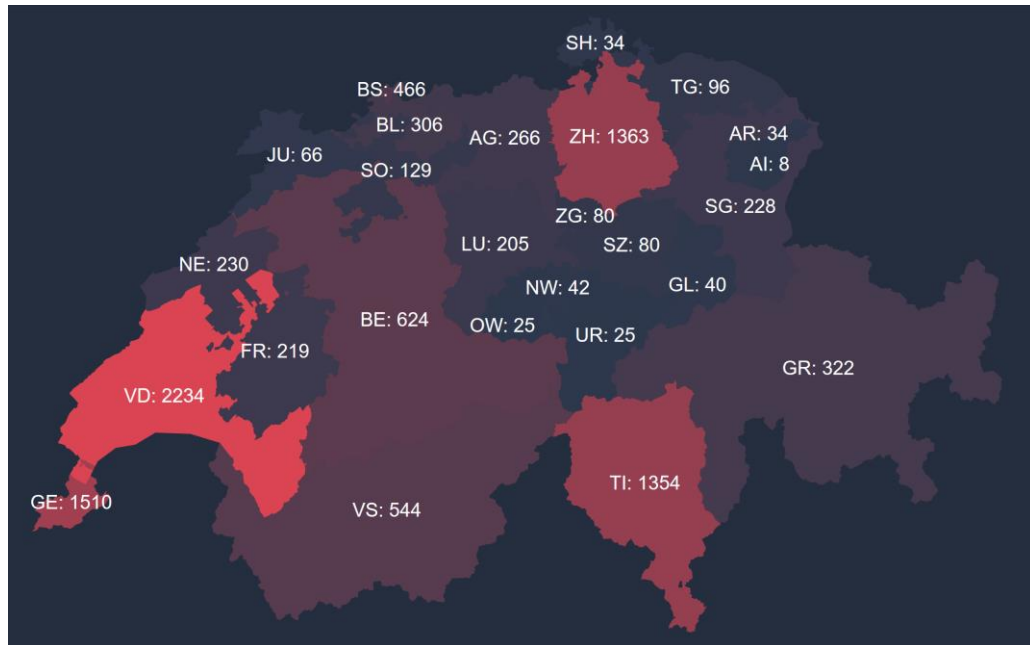 SH: 34
TG: 96
BS: 466
BL: 306
AG: 266
ZH: 1363
AR: 34
JU: 66
SO: 129
AI: 8
ZG: 80
SG: 228
LU: 205
SZ: 80
NE: 230
NW: 42
GL: 40
BE: 624
OW: 25
UR: 25
FR: 219
GR: 322
VD: 2234
TI: 1354
GE: 1510
VS: 544